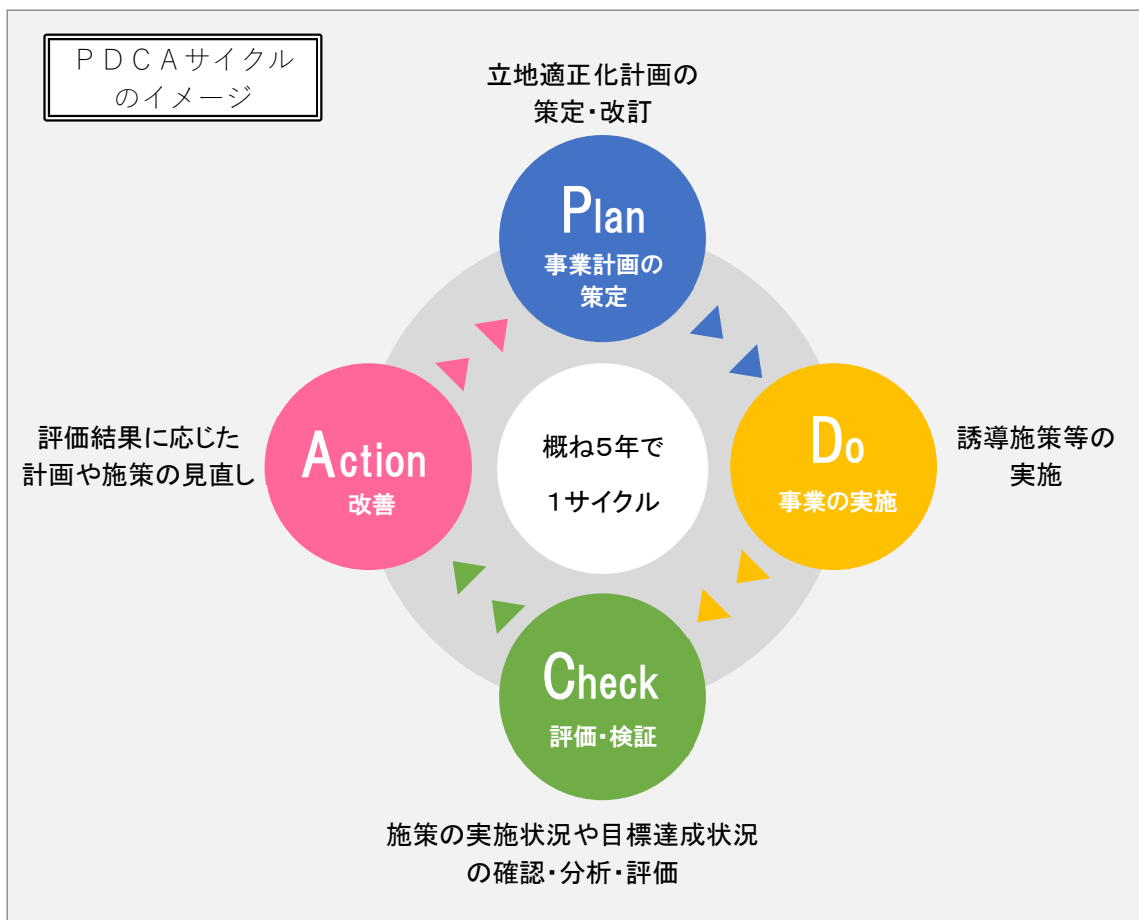 ＰＤＣＡサイクル
のイメージ
立地適正化計画の
策定・改訂
Plan
事業計画の
策定
Do
事業の実施
誘導施策等の
実施
Check
評価・検証
施策の実施状況や目標達成状況
の確認・分析・評価
Action
改善
評価結果に応じた
計画や施策の見直し
概ね５年で
１サイクル